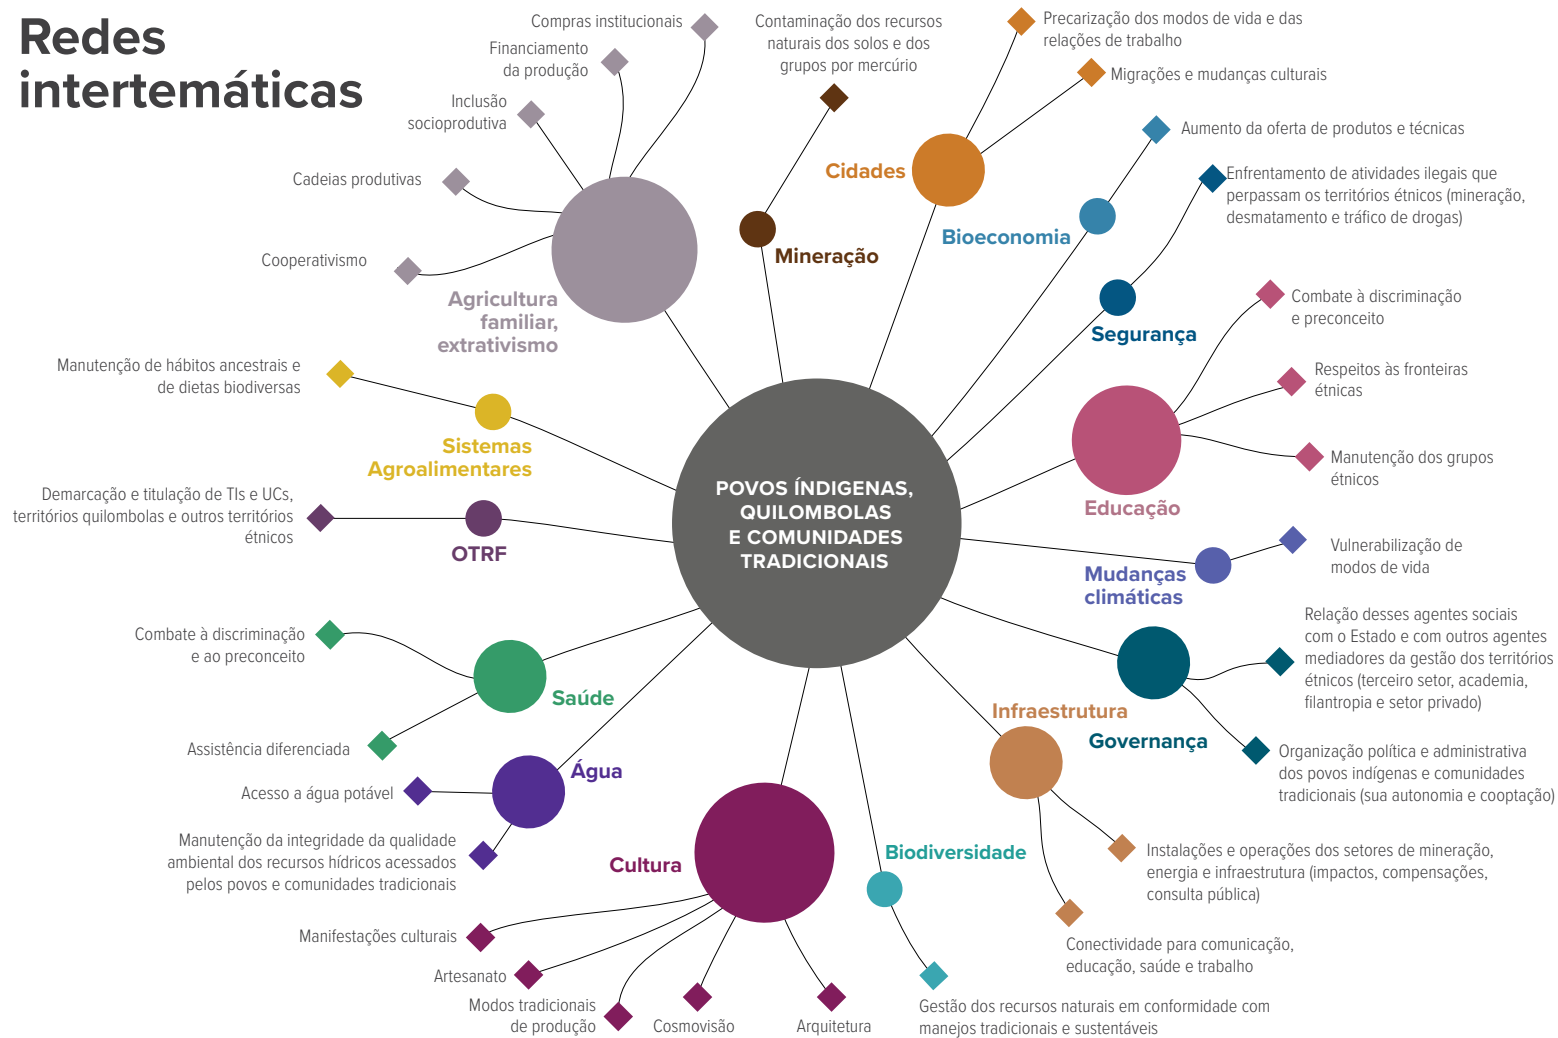 Redes
intertemáticas
Compras institucionais
Financiamento
da produção
Inclusão
socioprodutiva
Cadeias produtivas
Cooperativismo
Agricultura
familiar,
extrativismo
Contaminação dos recursos
naturais dos solos e dos
grupos por mercúrio
Mineração
Precarização dos modos de vida e das
relações de trabalho
Migrações e mudanças culturais
Cidades
Aumento da oferta de produtos e técnicas
Bioeconomia
Enfrentamento de atividades ilegais que
perpassam os territórios étnicos (mineração,
desmatamento e tráfico de drogas)
Segurança
Combate à discriminação
e preconceito
Respeitos às fronteiras
étnicas
Manutenção dos grupos
étnicos
Educação
Manutenção de hábitos ancestrais e
de dietas biodiversas
Sistemas
Agroalimentares
Demarcação e titulação de TIs e UCs,
territórios quilombolas e outros territórios
étnicos
OTRF
POVOS ÍNDIGENAS,
QUILOMBOLAS
E COMUNIDADES
TRADICIONAIS
Mudanças
climáticas
Vulnerabilização de
modos de vida
Relação desses agentes sociais
com o Estado e com outros agentes
mediadores da gestão dos territórios
étnicos (terceiro setor, academia,
filantropia e setor privado)
Governança
Organização política e administrativa
dos povos indígenas e comunidades
tradicionais (sua autonomia e cooptação)
Infraestrutura
Instalações e operações dos setores de mineração,
energia e infraestrutura (impactos, compensações,
consulta pública)
Conectividade para comunicação,
educação, saúde e trabalho
Combate à discriminação
e ao preconceito
Saúde
Assistência diferenciada
Água
Acesso a água potável
Manutenção da integridade da qualidade
ambiental dos recursos hídricos acessados
pelos povos e comunidades tradicionais
Cultura
Manifestações culturais
Artesanato
Modos tradicionais
de produção
Cosmovisão
Arquitetura
Biodiversidade
Gestão dos recursos naturais em conformidade com
manejos tradicionais e sustentáveis